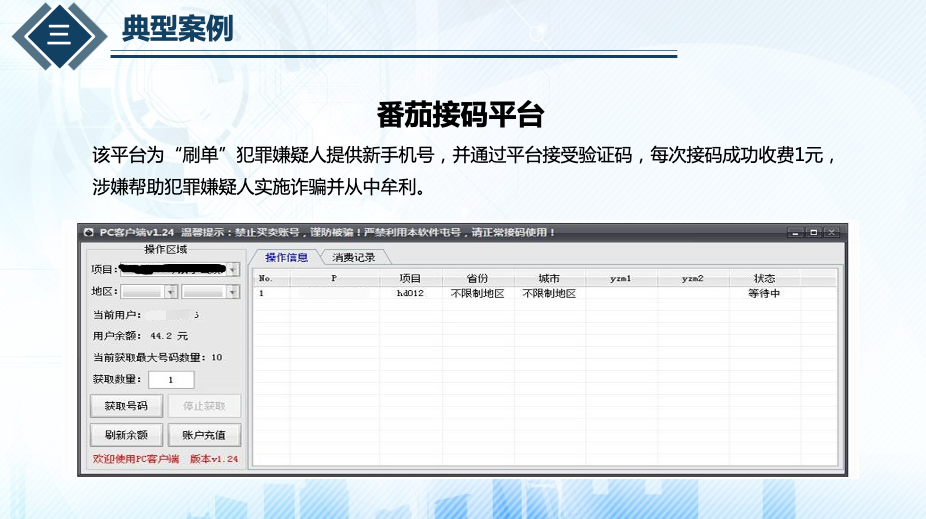 三
典型案例
番茄接码平台
该平台为“刷单”犯罪嫌疑人提供新手机号，并通过平台接受验证码，每次接码成功收费1元，
涉嫌帮助犯罪嫌疑人实施诈骗并从中牟利。
PC客户端v1.24 温馨提示：禁止买卖账号，谨防被骗！严禁利用本软件屯号，请正常接码使用！
操作区域
项目：
地区：
当前用户： 5
用户余额： 44.2 元
当前获取最大号码数量：10
获取数量： 1
获取号码 停止获取
刷新余额 账户充值
欢迎使用PC客户端 版本v1.24
操作信息 消费记录
No. P 项目 省份 城市 yzm1 yzm2 状态
1 hd012 不限制地区 不限制地区 等待中